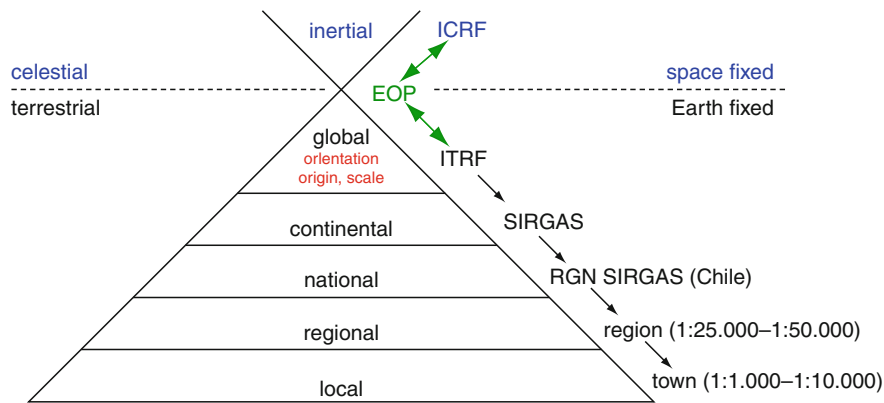 inertial
ICRF
celestial
space fixed
EOP
terrestrial
Earth fixed
global
orlentation
origin, scale
ITRF
SIRGAS
continental
national
RGN SIRGAS (Chile)
regional
region (1:25.000–1:50.000)
local
town (1:1.000–1:10.000)